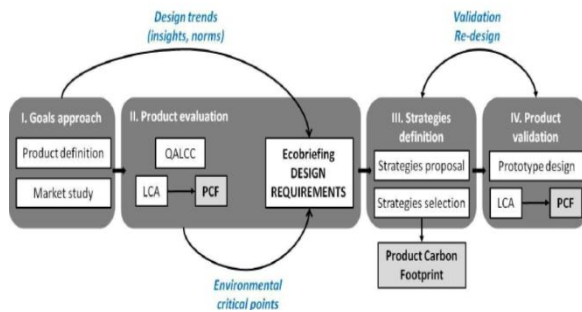 Design trends
(insights, norms)
Validation
Re-design
I. Goals approach
Product definition
Market study
II. Product evaluation
QALCC
LCA
PCF
Ecobriefing
DESIGN
REQUIREMENTS
III. Strategies
definition
Strategies proposal
Strategies selection
Product Carbon
Footprint
IV. Product
validation
Prototype design
LCA
PCF
Environmental
critical points